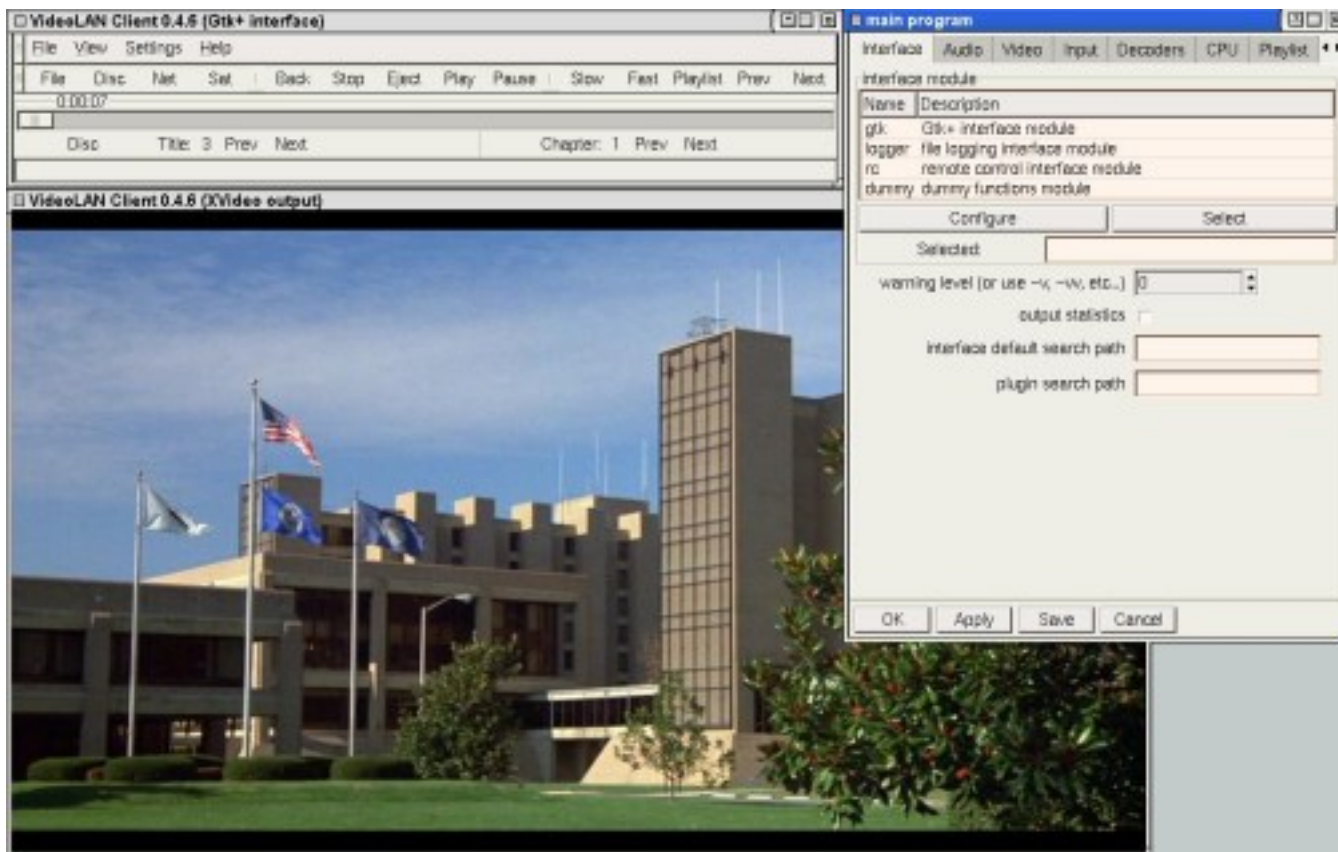 VideoLAN Client 0.4.6 (Gtk+ interface)
File View Settings Help
File Disc Net Sat Back Stop Eject Play Pause Slow Fast Playlist Prev Next
0:00:07
Disc Title: 3 Prev Next Chapter: 1 Prev Next
VideoLAN Client 0.4.6 (XVideo output)
main program
Interface Audio Video Input Decoders CPU Playlist
interface module
Name Description
gtk Gtk+ interface module
logger file logging interface module
rc remote control interface module
dummy dummy functions module
Configure Select
Selected:
warning level (or use -v, -vv, etc...) 0
output statistics
interface default search path
plugin search path
OK Apply Save Cancel